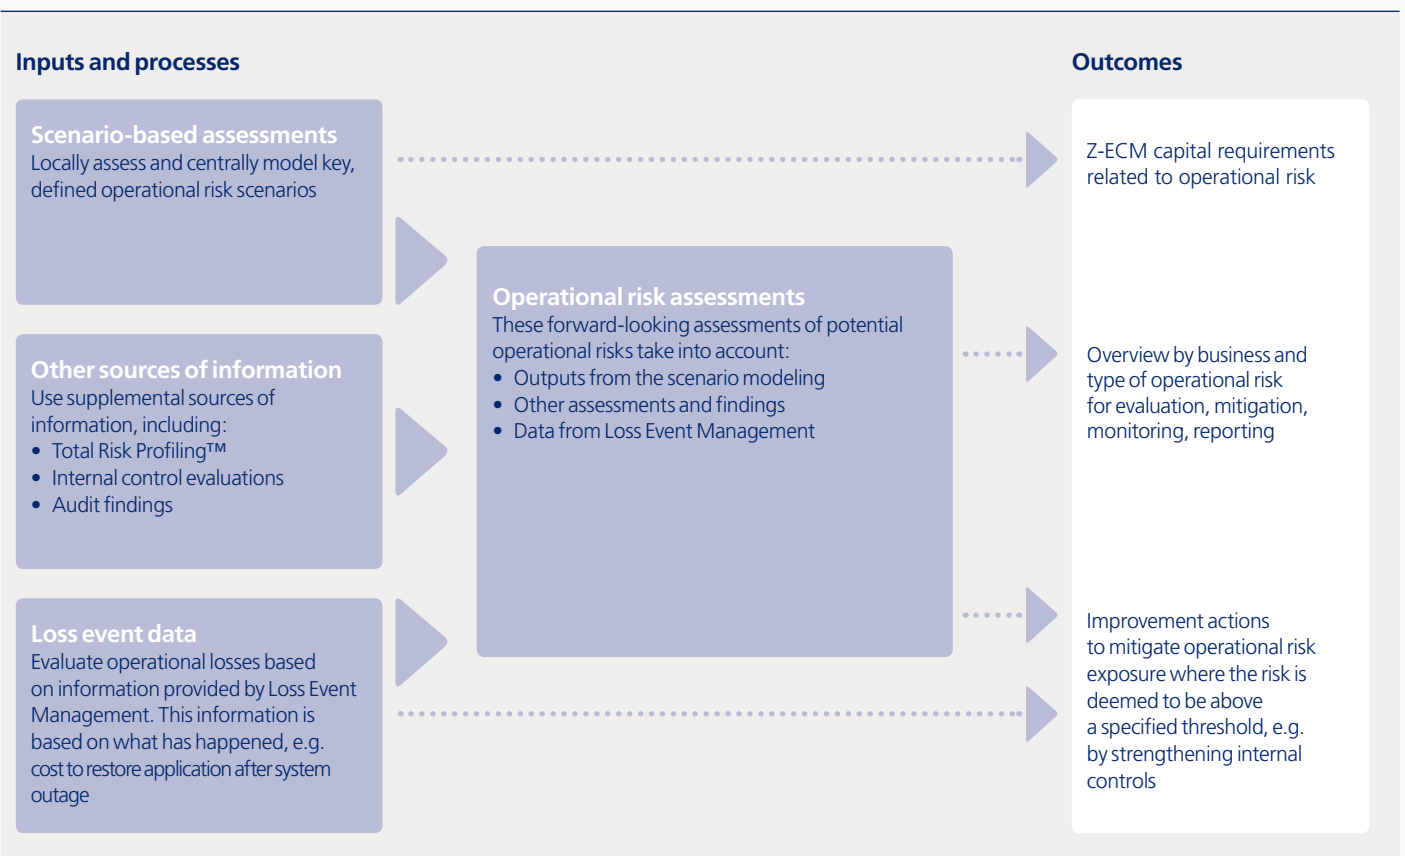 Inputs and processes
Outcomes
Scenario-based assessments
Locally assess and centrally model key,
defined operational risk scenarios
Other sources of information
Use supplemental sources of
information, including:
• Total Risk Profiling™
• Internal control evaluations
• Audit findings
Loss event data
Evaluate operational losses based
on information provided by Loss Event
Management. This information is
based on what has happened, e.g.
cost to restore application after system
outage
Operational risk assessments
These forward-looking assessments of potential
operational risks take into account:
• Outputs from the scenario modeling
• Other assessments and findings
• Data from Loss Event Management
Z-ECM capital requirements
related to operational risk
Overview by business and
type of operational risk
for evaluation, mitigation,
monitoring, reporting
Improvement actions
to mitigate operational risk
exposure where the risk is
deemed to be above
a specified threshold, e.g.
by strengthening internal
controls